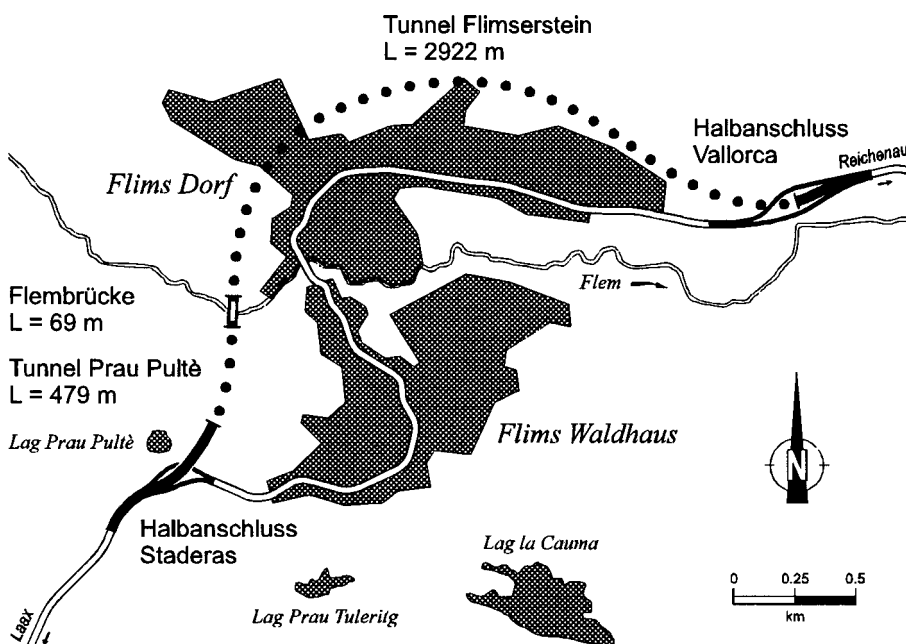 Tunnel Flimserstein
L = 2922 m
Halbanschluss
Vallorca
Reichenau
Flims Dorf
Flem
Flembrücke
L = 69 m
Tunnel Prau Pultè
L = 479 m
Lag Prau Pultè
Flims Waldhaus
N
Halbanschluss
Staderas
Lag la Cauma
Lag Prau Tuleritg
Laax
0 0.25 0.5
km